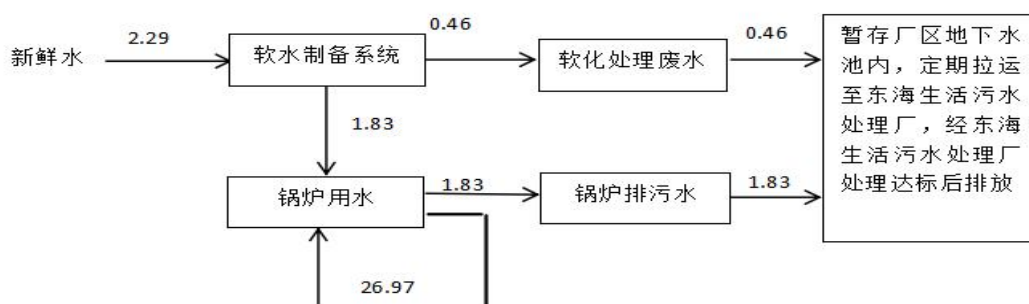 新鲜水
2.29
软水制备系统
0.46
软化处理废水
0.46
暂存厂区地下水
池内，定期拉运
至东海生活污水
处理厂，经东海
生活污水处理厂
处理达标后排放
1.83
锅炉用水
1.83
锅炉排污水
1.83
26.97